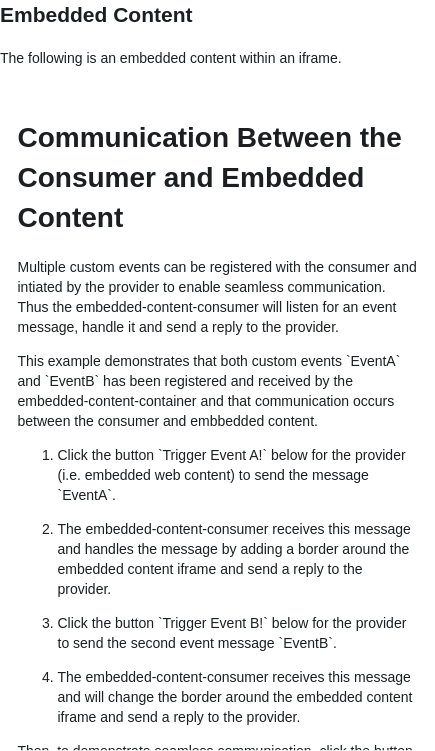 Embedded Content
The following is an embedded content within an iframe.
Communication Between the
Consumer and Embedded
Content
Multiple custom events can be registered with the consumer and
intiated by the provider to enable seamless communication.
Thus the embedded-content-consumer will listen for an event
message, handle it and send a reply to the provider.
This example demonstrates that both custom events `EventA`
and `EventB` has been registered and received by the
embedded-content-container and that communication occurs
between the consumer and embbedded content.
1. Click the button `Trigger Event A!` below for the provider
(i.e. embedded web content) to send the message
`EventA`.
2. The embedded-content-consumer receives this message
and handles the message by adding a border around the
embedded content iframe and send a reply to the
provider.
3. Click the button `Trigger Event B!` below for the provider
to send the second event message `EventB`.
4. The embedded-content-consumer receives this message
and will change the border around the embedded content
iframe and send a reply to the provider.
Then, to demonstrate seamless communication, click the button